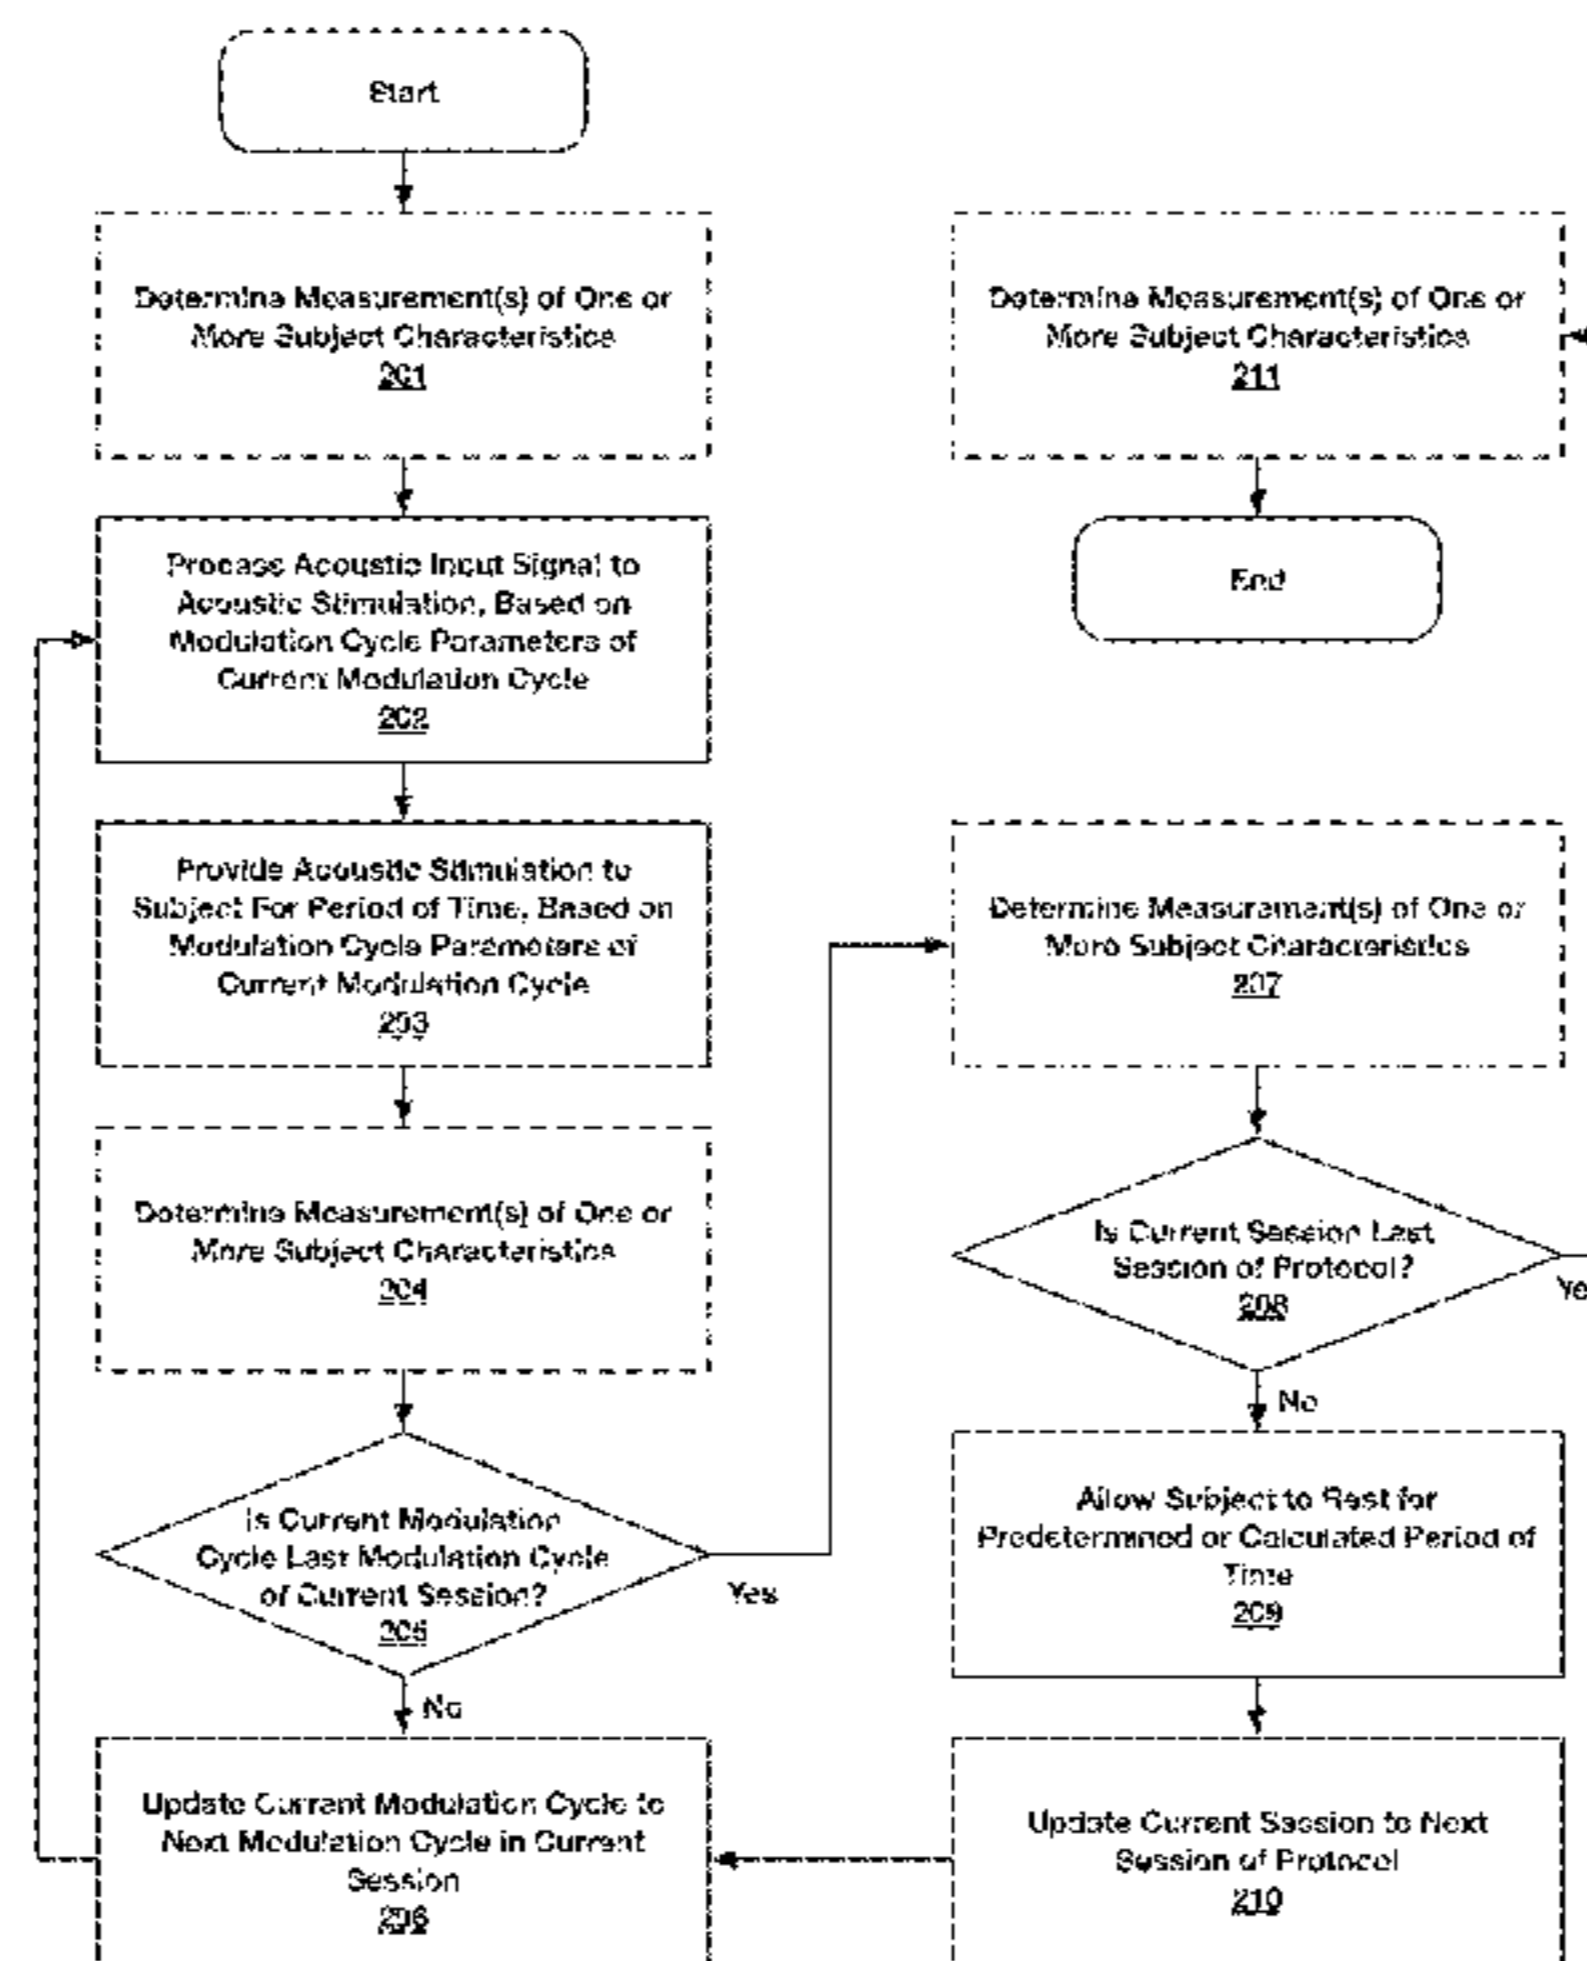 Start
Determine Measurement(s) of One or
More Subject Characteristics
201
Process Acoustic Input Signal to
Acoustic Stimulation, Based on
Modulation Cycle Parameters of
Current Modulation Cycle
202
Provide Acoustic Stimulation to
Subject For Period of Time, Based on
Modulation Cycle Parameters of
Current Modulation Cycle
203
Determine Measurement(s) of One or
More Subject Characteristics
204
Is Current Modulation
Cycle Last Modulation Cycle
of Current Session?
205
Yes
No
Update Current Modulation Cycle to
Next Modulation Cycle in Current
Session
206
Determine Measurement(s) of One or
More Subject Characteristics
211
End
Determine Measurement(s) of One or
More Subject Characteristics
207
Is Current Session Last
Session of Protocol?
208
Ye
No
Allow Subject to Rest for
Predetermined or Calculated Period of
Time
209
Update Current Session to Next
Session of Protocol
210